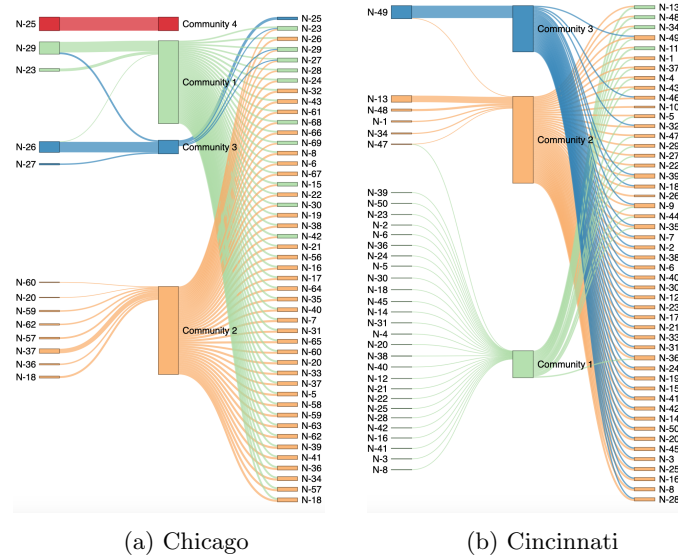 N-25
N-29
N-23
N-26
N-27
N-60
N-20
N-59
N-62
N-57
N-37
N-36
N-18
Community 4
Community 1
Community 3
Community 2
N-25
N-23
N-26
N-29
N-27
N-28
N-24
N-32
N-43
N-61
N-68
N-66
N-69
N-8
N-6
N-67
N-15
N-22
N-30
N-19
N-38
N-42
N-21
N-56
N-16
N-17
N-64
N-35
N-40
N-7
N-31
N-65
N-60
N-20
N-33
N-37
N-5
N-58
N-59
N-63
N-62
N-39
N-41
N-36
N-34
N-57
N-18
(a) Chicago
N-49
N-13
N-48
N-1
N-34
N-47
N-39
N-50
N-23
N-2
N-6
N-36
N-24
N-5
N-30
N-18
N-45
N-14
N-31
N-4
N-20
N-38
N-40
N-12
N-21
N-22
N-25
N-28
N-42
N-16
N-41
N-3
N-8
Community 3
Community 2
Community 1
N-13
N-48
N-34
N-49
N-11
N-1
N-37
N-4
N-43
N-46
N-10
N-5
N-32
N-47
N-29
N-27
N-22
N-39
N-18
N-26
N-9
N-44
N-35
N-7
N-2
N-38
N-6
N-40
N-30
N-12
N-23
N-17
N-21
N-33
N-31
N-36
N-24
N-19
N-15
N-41
N-42
N-14
N-50
N-20
N-45
N-3
N-25
N-16
N-8
N-28
(b) Cincinnati